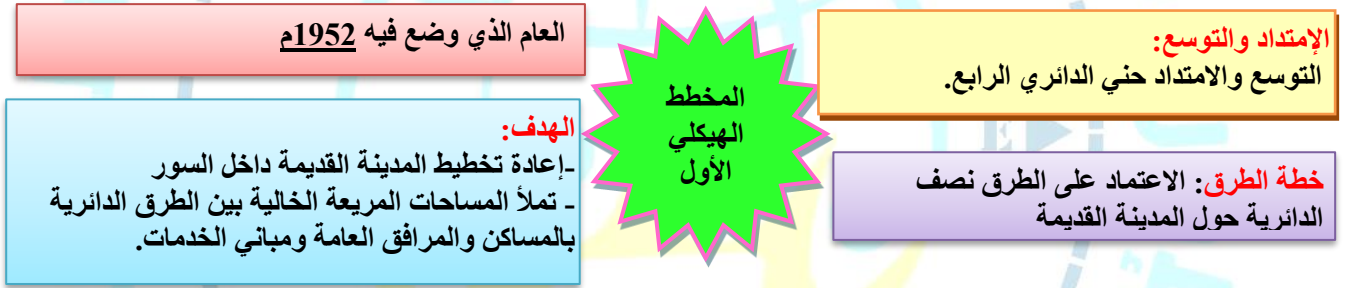 الإمتداد والتوسع:
التوسع والامتداد حني الدائري الرابع.
العام الذي وضع فيه 1952م
المخطط
الهيكلي
الأول
خطة الطرق: الاعتماد على الطرق نصف
الدائرية حول المدينة القديمة
الهدف:
-إعادة تخطيط المدينة القديمة داخل السور
- تملأ المساحات المريعة الخالية بين الطرق الدائرية
بالمساكن والمرافق العامة ومباني الخدمات.